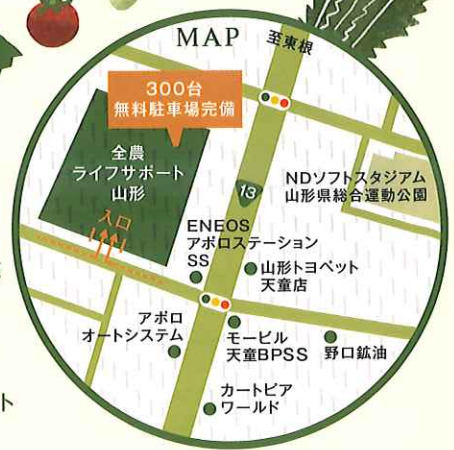 MAP
至東根
300台
無料駐車場完備
全農
ライフサポート
山形
入口
13
NDソフトスタジアム
山形県総合運動公園
ENEOS
アポロステーション
SS
山形トヨペット
天童店
アポロ
オートシステム
モービル
天童BPSS
野口鉱油
カートピア
ワールド
ト